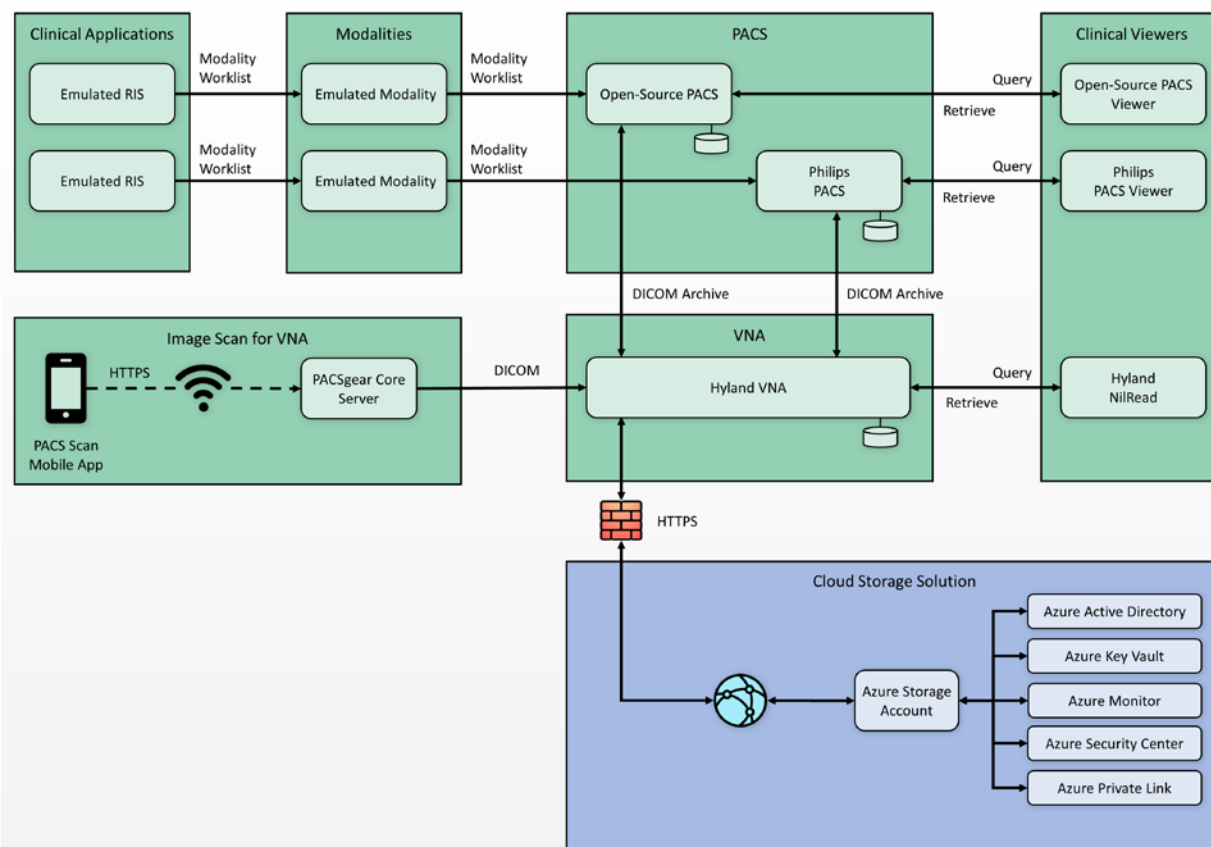 Clinical Applications
Modalities
PACS
Clinical Viewers
Emulated RIS
Modality
Worklist
Emulated Modality
Modality
Worklist
Open-Source PACS
Query
Retrieve
Open-Source PACS
Viewer
Emulated RIS
Modality
Worklist
Emulated Modality
Modality
Worklist
Philips
PACS
Query
Retrieve
Philips
PACS Viewer
DICOM Archive
DICOM Archive
Image Scan for VNA
VNA
HTTPS
PACS Scan
Mobile App
PACSgear Core
Server
DICOM
Hyland VNA
Query
Retrieve
Hyland
NilRead
HTTPS
Cloud Storage Solution
Azure Storage
Account
Azure Active Directory
Azure Key Vault
Azure Monitor
Azure Security Center
Azure Private Link